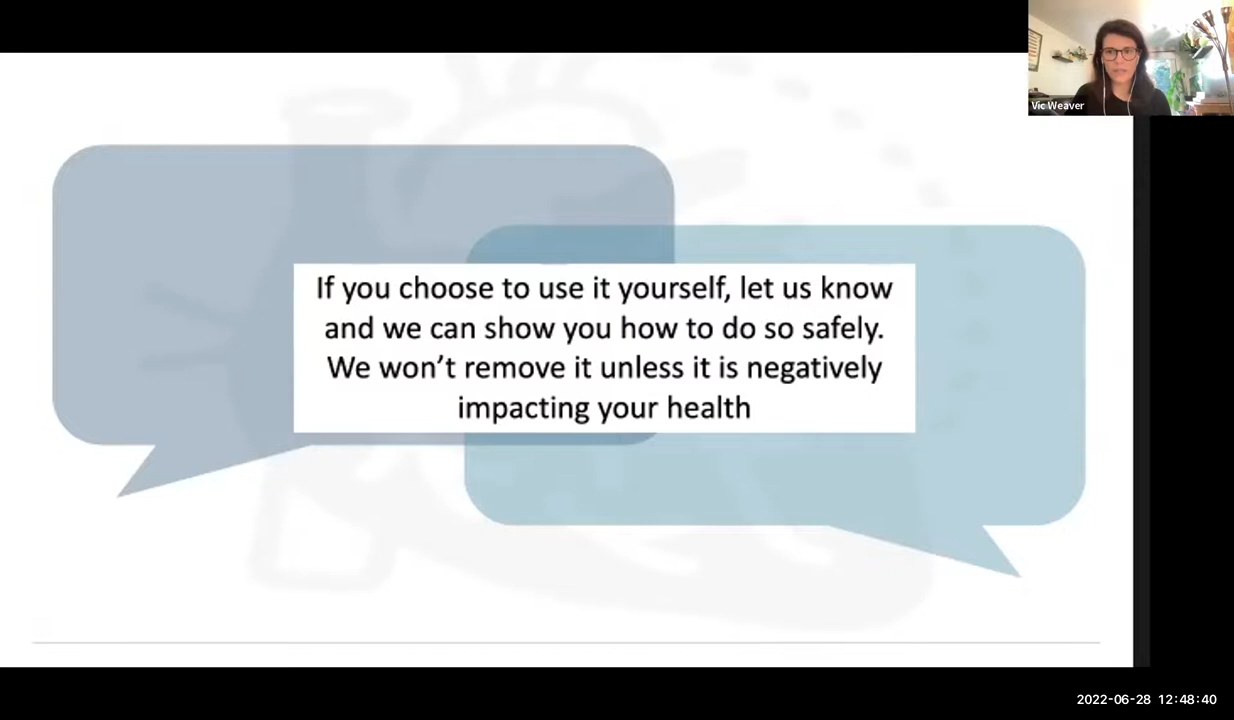 Vic Weaver
If you choose to use it yourself, let us know
and we can show you how to do so safely.
We won’t remove it unless it is negatively
impacting your health
2022-06-28 12:48:40